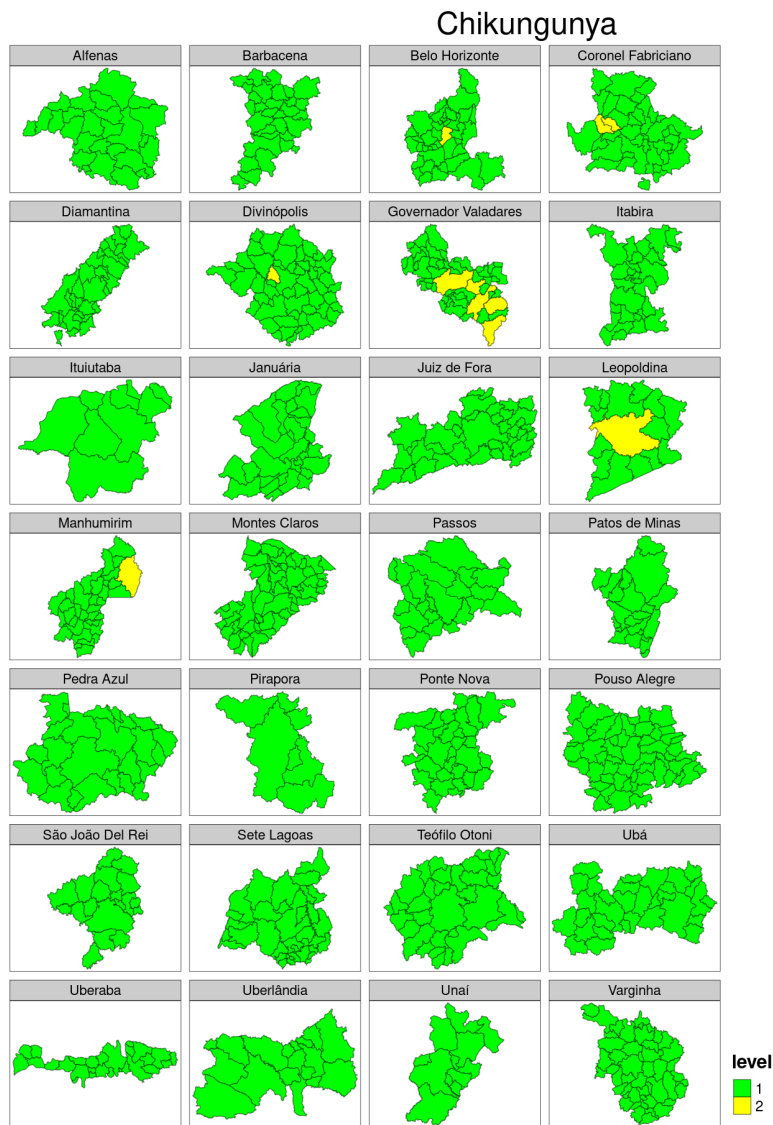 Chikungunya
Alfenas
Barbacena
Belo Horizonte
Coronel Fabriciano
Diamantina
Divinópolis
Governador Valadares
Itabira
Ituiutaba
Januária
Juiz de Fora
Leopoldina
Manhumirim
Montes Claros
Passos
Patos de Minas
Pedra Azul
Pirapora
Ponte Nova
Pouso Alegre
São João Del Rei
Sete Lagoas
Teófilo Otoni
Ubá
Uberaba
Uberlândia
Unaí
Varginha
level
1
2